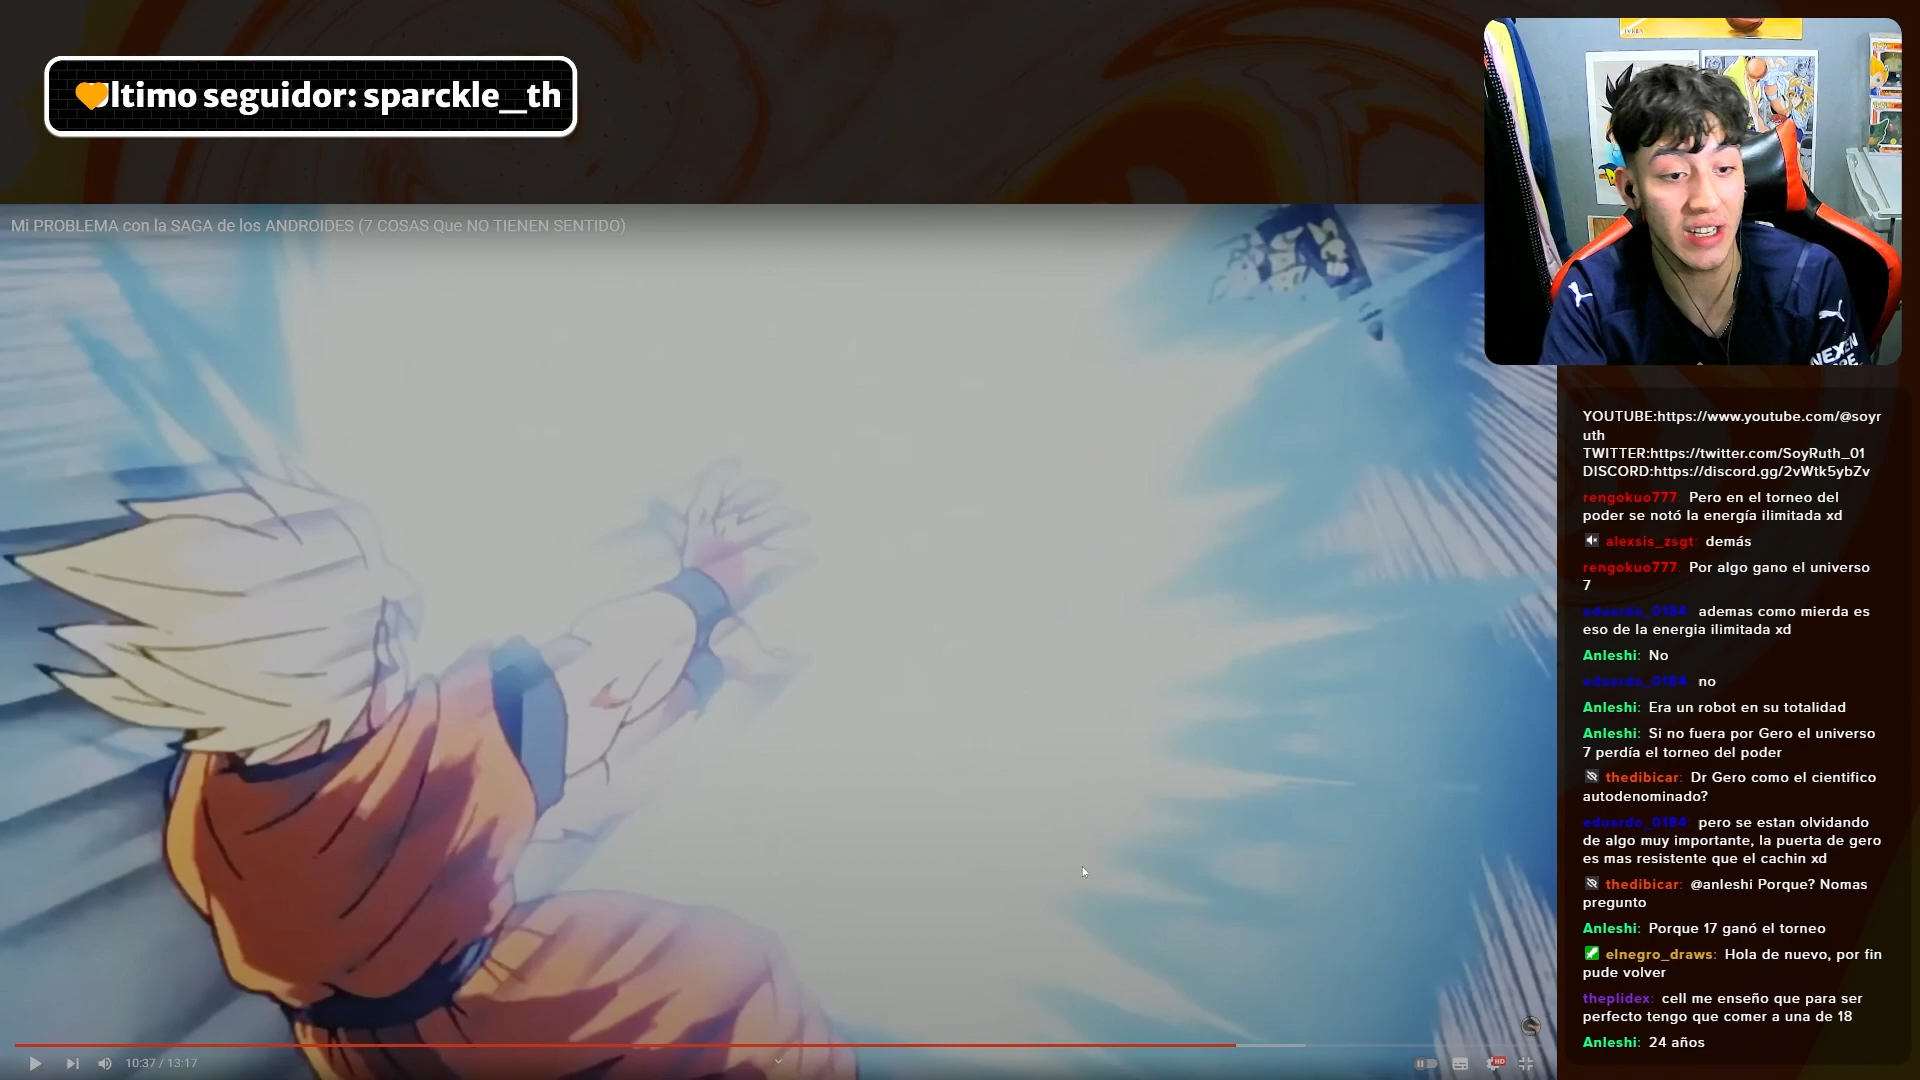 ltimo seguidor: sparckle_th
Mi PROBLEMA con la SAGA de los ANDROIDES (7 COSAS Que NO TIENEN SENTIDO)
NEXEN
YOUTUBE:https://www.youtube.com/@soyr
uth
TWITTER:https://twitter.com/SoyRuth_01
DISCORD:https://discord.gg/2vWtk5ybZv
rengokuo777: Pero en el torneo del
poder se notó la energía ilimitada xd
alexsis_zsgt: demás
rengokuo777: Por algo gano el universo
7
eduardo_0184: ademas como mierda es
eso de la energia ilimitada xd
Anleshi: No
eduardo_0184: no
Anleshi: Era un robot en su totalidad
Anleshi: Si no fuera por Gero el universo
7 perdía el torneo del poder
thedibicar: Dr Gero como el cientifico
autodenominado?
eduardo_0184: pero se estan olvidando
de algo muy importante, la puerta de gero
es mas resistente que el cachin xd
thedibicar: @anleshi Porque? Nomas
pregunto
Anleshi: Porque 17 ganó el torneo
elnegro_draws: Hola de nuevo, por fin
pude volver
theplidex: cell me enseño que para ser
perfecto tengo que comer a una de 18
Anleshi: 24 años
10:37 / 13:17
HD